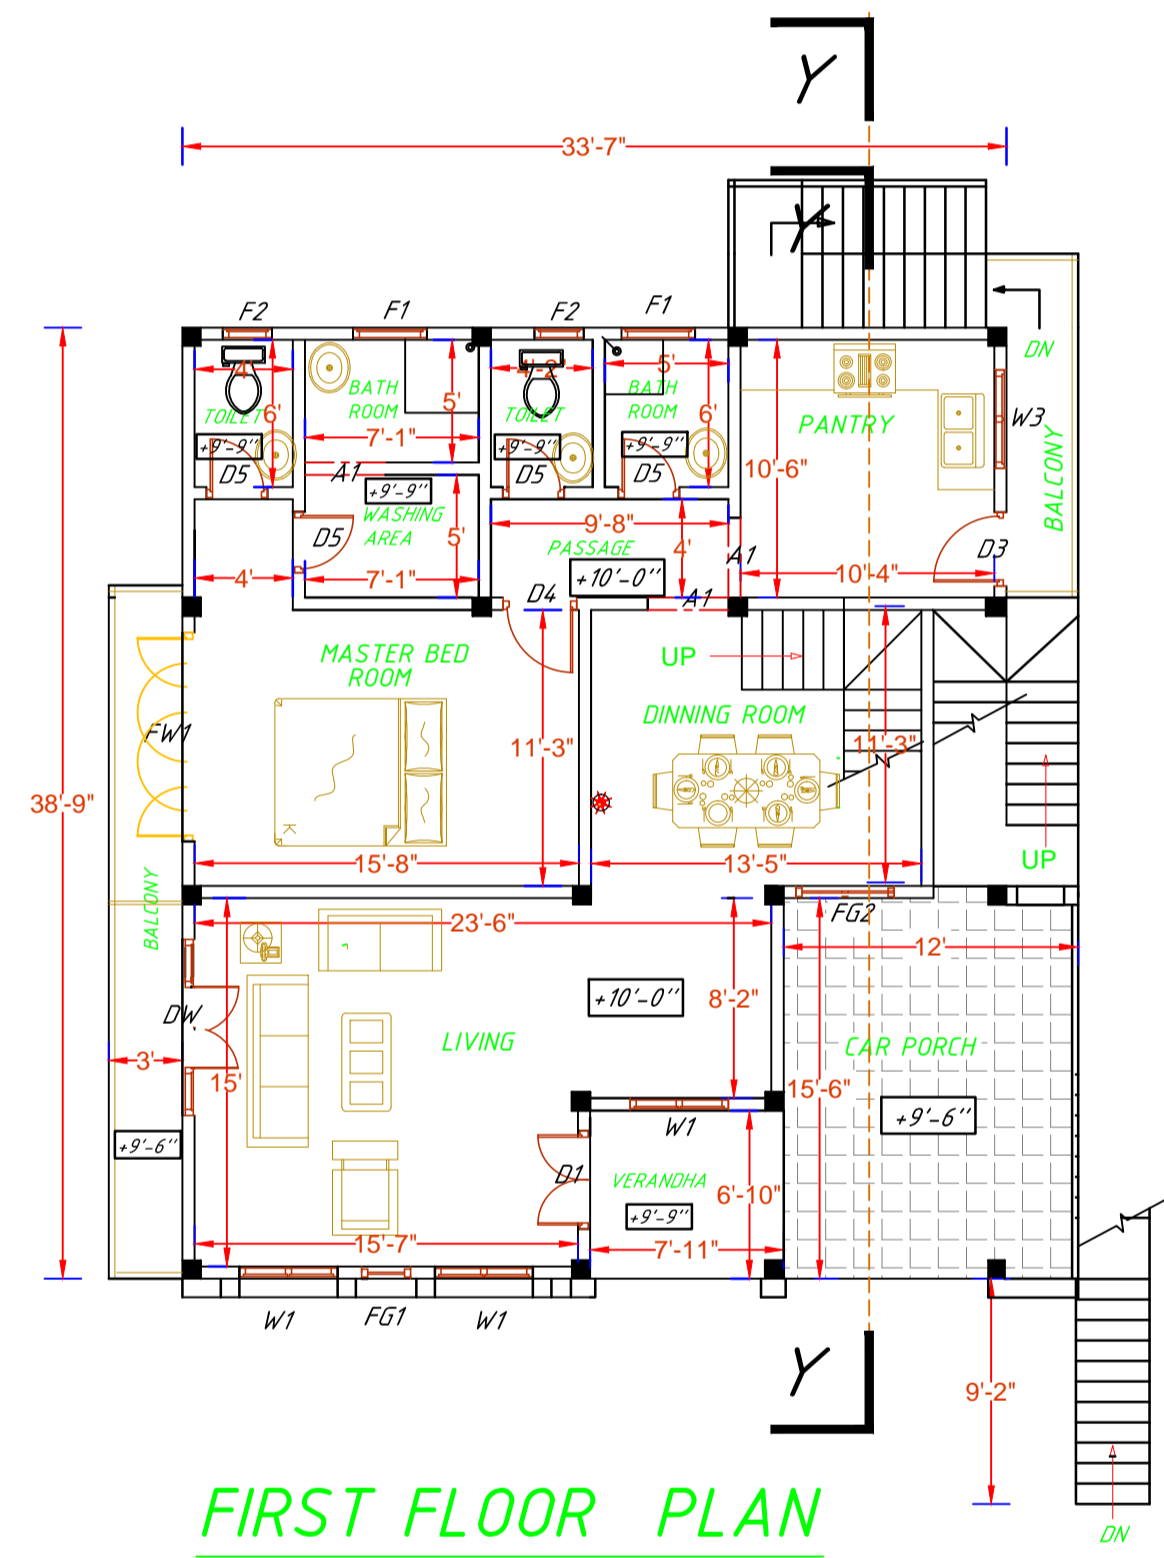 Y
33'-7"
Y
F2
F1
F2
F1
DN
4'
6'
TOILET
+9'-9''
D5
BATH
ROOM
5'
7'-1"
A1
4'-2"
TOILET
+9'-9''
D5
5'
BATH
ROOM
6'
+9'-9''
D5
PANTRY
10'-6"
W3
BALCONY
+9'-9''
WASHING
AREA
D5
5'
7'-1"
4'
9'-8"
PASSAGE
4'
+10'-0''
A1
A1
10'-4"
D3
D4
MASTER BED
ROOM
UP
DINNING ROOM
FW1
11'-3"
11'-3"
K
38'-9"
15'-8"
13'-5"
UP
BALCONY
23'-6"
FG2
12'
8'-2"
+10'-0''
DW
LIVING
CAR PORCH
3'
15'
15'-6"
+9'-6''
W1
+9'-6''
D1
VERANDHA
6'-10"
+9'-9''
15'-7"
7'-11"
W1
FG1
W1
Y
9'-2"
FIRST FLOOR PLAN
DN